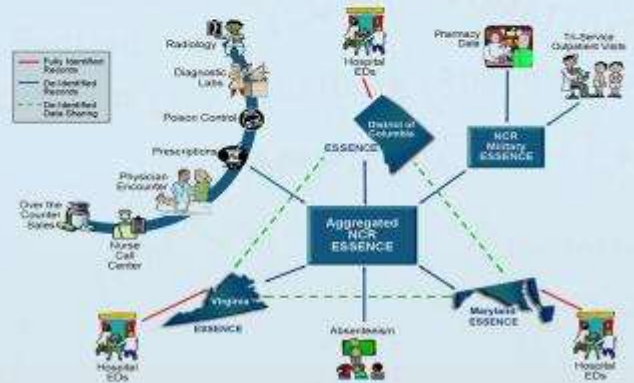 Fully Identified
Records
De-Identified
Records
De-Identified
Data Sharing
Radiology
Diagnostic
Labs
Poison Control
Prescriptions
Physician
Encounter
Over the
Counter
Sales
Nurse
Call
Center
Hospital
EDs
District of
Columbia
ESSENCE
Pharmacy
Data
Tri-Service
Outpatient Visits
NCR
Military
ESSENCE
Aggregated
NCR
ESSENCE
Virginia
ESSENCE
Maryland
ESSENCE
Hospital
EDs
Absenteeism
Hospital
EDs